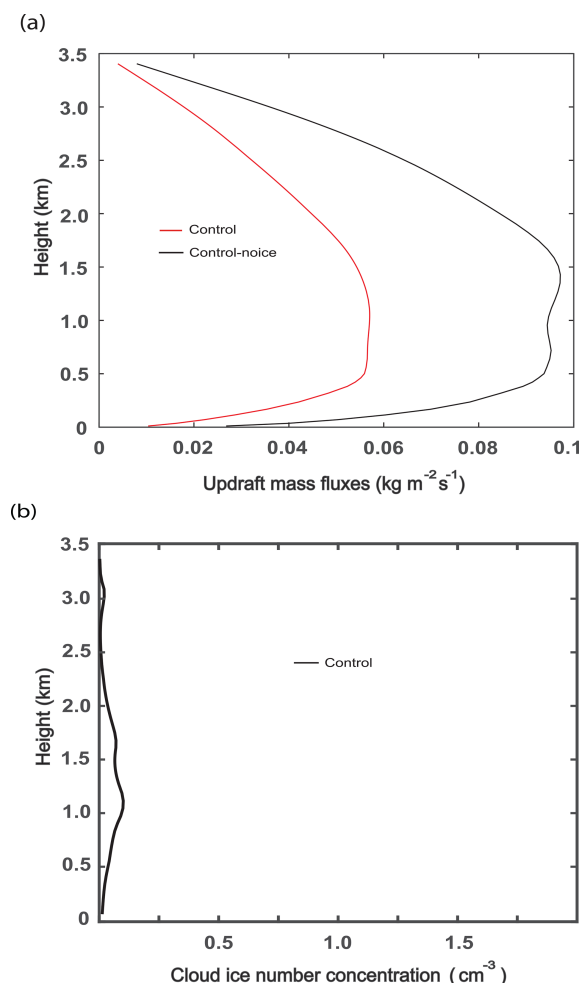 (a)
3.5
3.0
2.5
2.0
1.5
1.0
0.5
0
Height (km)
Control
Control-noice
0 0.02 0.04 0.06 0.08 0.1
Updraft mass fluxes (kg m⁻²s⁻¹)
(b)
3.5
3.0
2.5
2.0
1.5
1.0
0.5
0
Height (km)
Control
0.5 1.0 1.5
Cloud ice number concentration (cm⁻³)